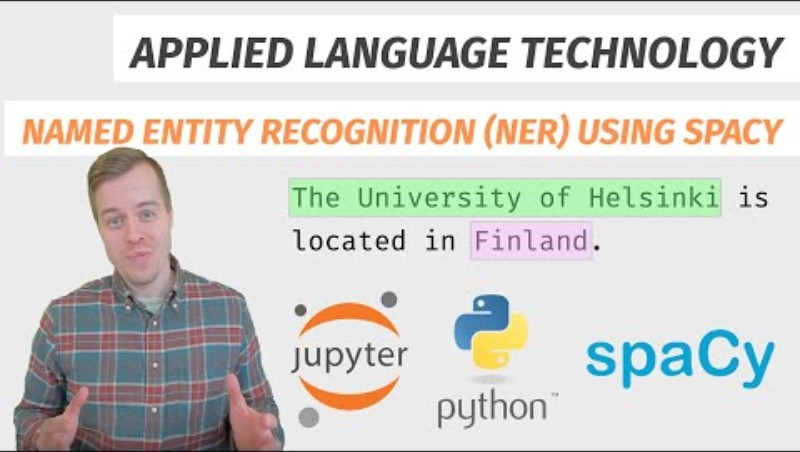 APPLIED LANGUAGE TECHNOLOGY
NAMED ENTITY RECOGNITION (NER) USING SPACY
The University of Helsinki is
located in Finland.
jupyter
python™
spaCy